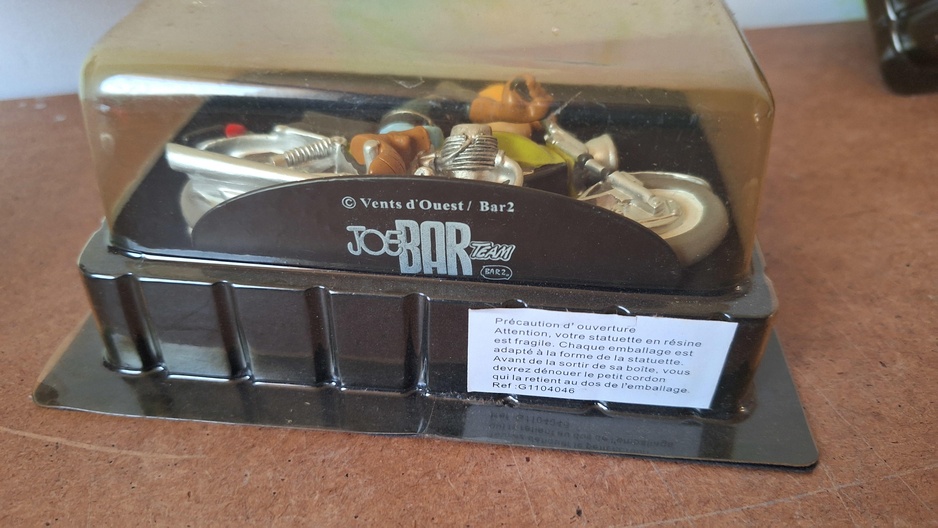 © Vents d'Ouest / Bar2
JOE BAR TEAM
BAR2
Précaution d' ouverture
Attention, votre statuette en résine
est fragile. Chaque emballage est
adapté à la forme de la statuette.
Avant de la sortir de sa boîte, vous
devrez dénouer le petit cordon
qui la retient au dos de l'emballage.
Ref :G1104046